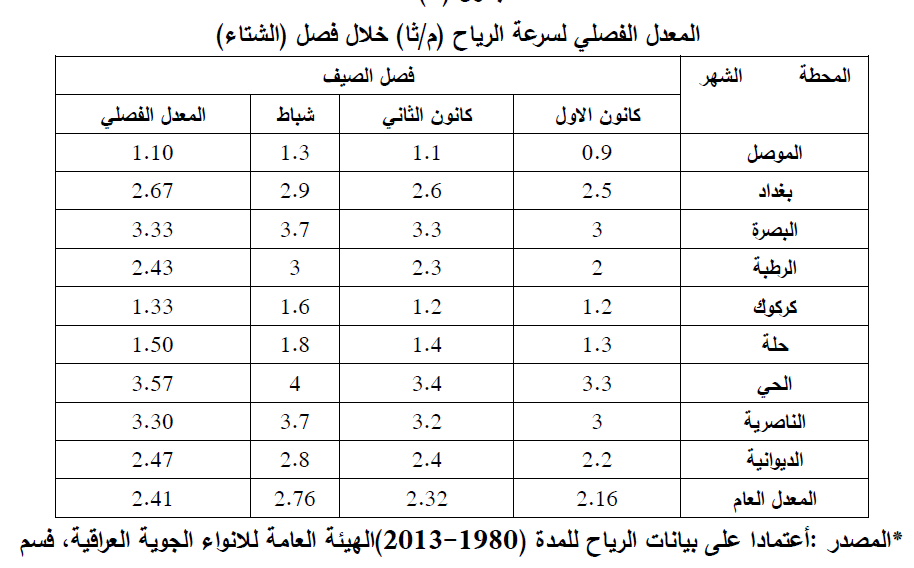 المعدل الفصلي لسرعة الرياح (م/ثا) خلال فصل (الشتاء)
المحطة الشهر فصل الصيف
كانون الاول كانون الثاني شباط المعدل الفصلي
الموصل 0.9 1.1 1.3 1.10
بغداد 2.5 2.6 2.9 2.67
البصرة 3 3.3 3.7 3.33
الرطبة 2 2.3 3 2.43
كركوك 1.2 1.2 1.6 1.33
حلة 1.3 1.4 1.8 1.50
الحي 3.3 3.4 4 3.57
الناصرية 3 3.2 3.7 3.30
الديوانية 2.2 2.4 2.8 2.47
المعدل العام 2.16 2.32 2.76 2.41
*المصدر :أعتمادا على بيانات الرياح للمدة (1980-2013)الهيئة العامة للانواء الجوية العراقية، فسم